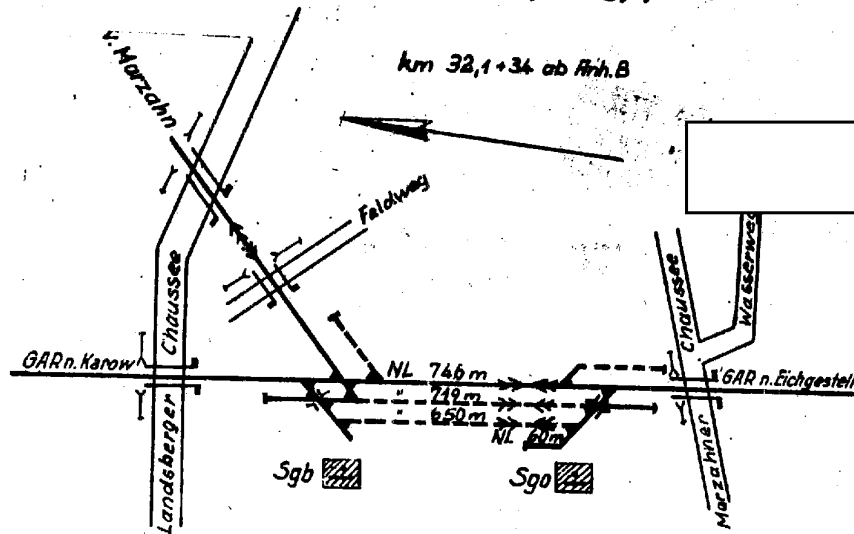 km 32,1+34 ab Anh.B
v. Marzahn
Feldweg
Landsberger Chaussee
Chaussee
Wasserweg
GAR n. Karow
NL 746 m
GAR n. Eichgestell
" 719 m
" 650 m
NL 60 m
Marzahner
Sgb
Sgo